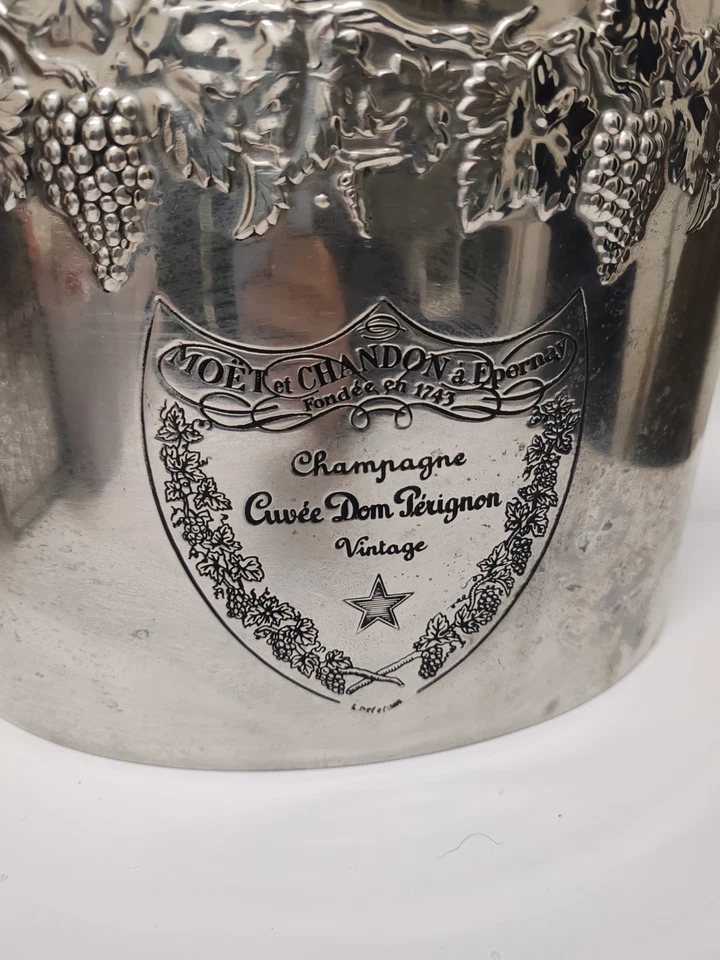 MOËT et CHANDON à Epernay
Fondée en 1743
Champagne
Cuvée Dom Pérignon
Vintage